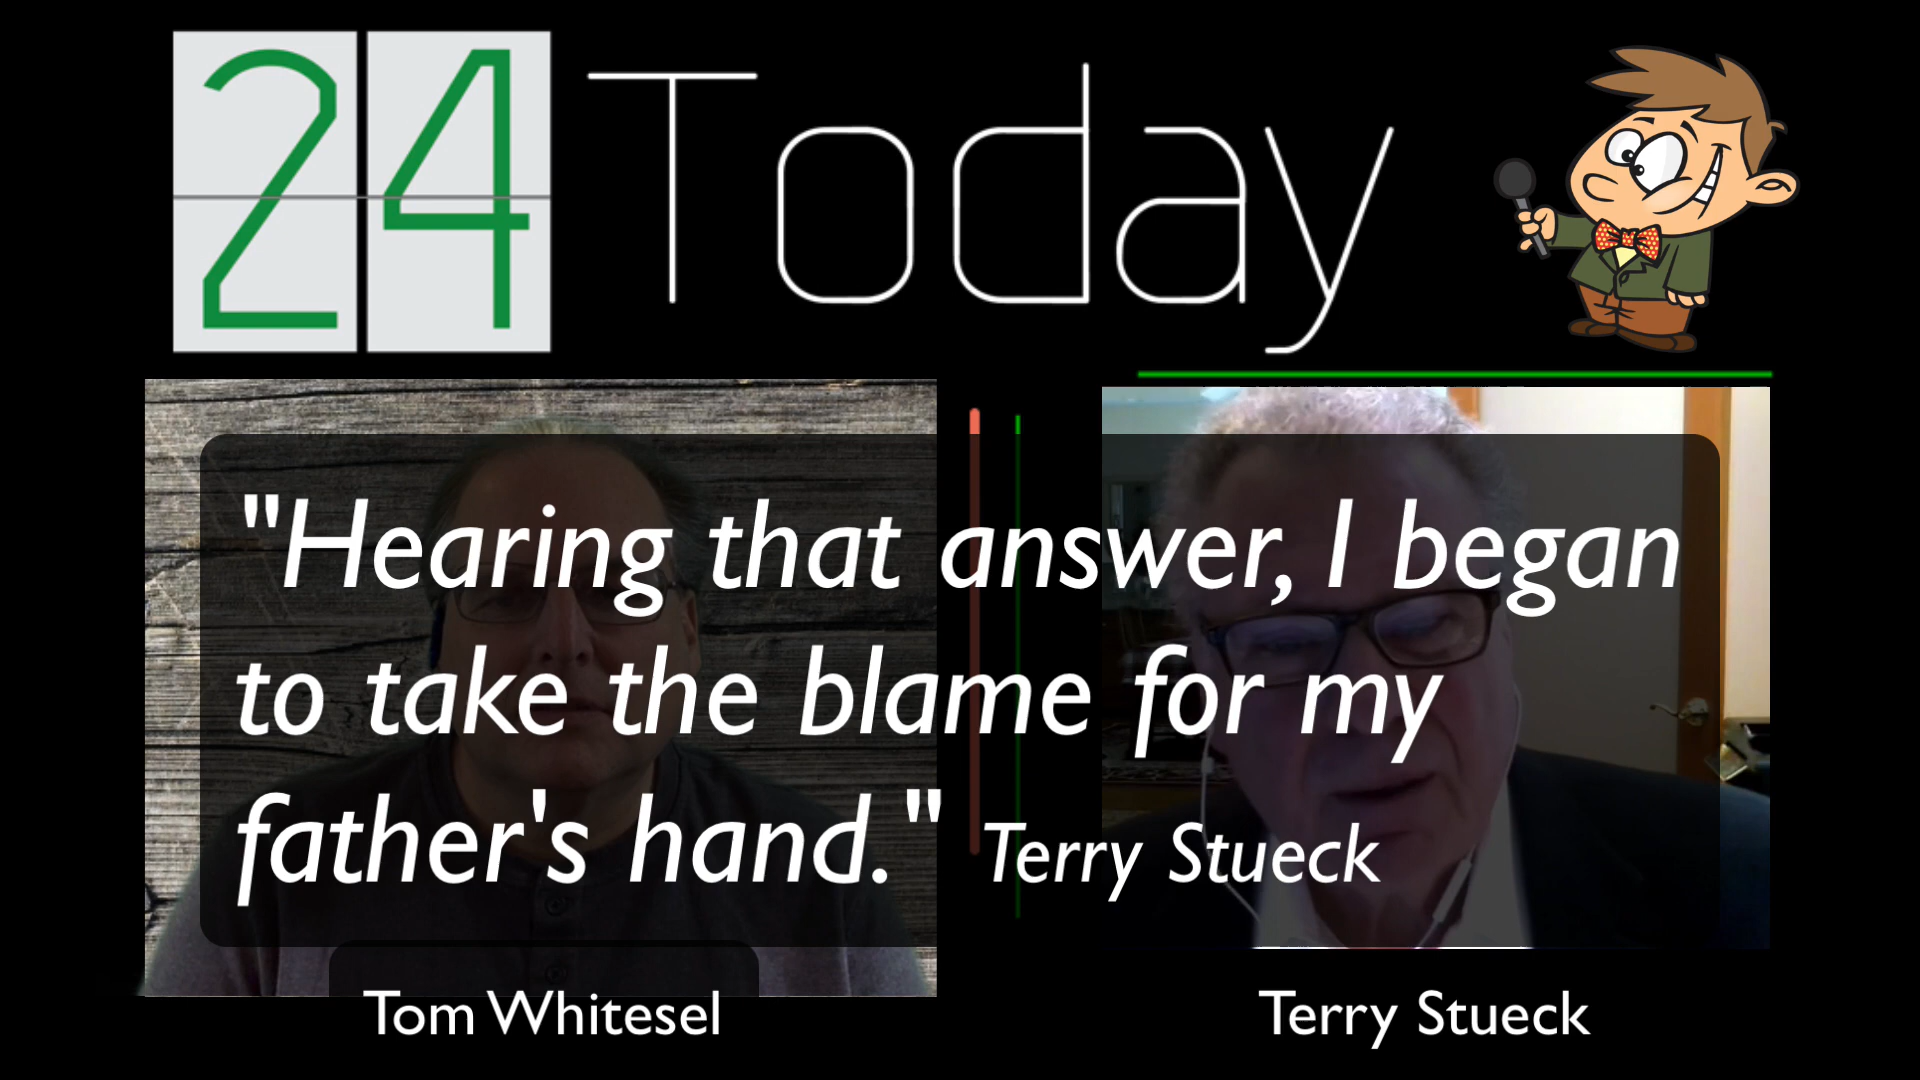 24 Today
"Hearing that answer, I began
to take the blame for my
father's hand." Terry Stueck
Tom Whitesel
Terry Stueck